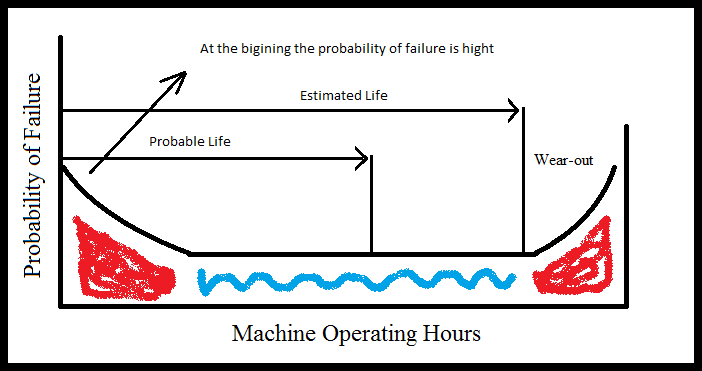 At the bigining the probability of failure is hight
Estimated Life
Probable Life
Wear-out
Probability of Failure
Machine Operating Hours